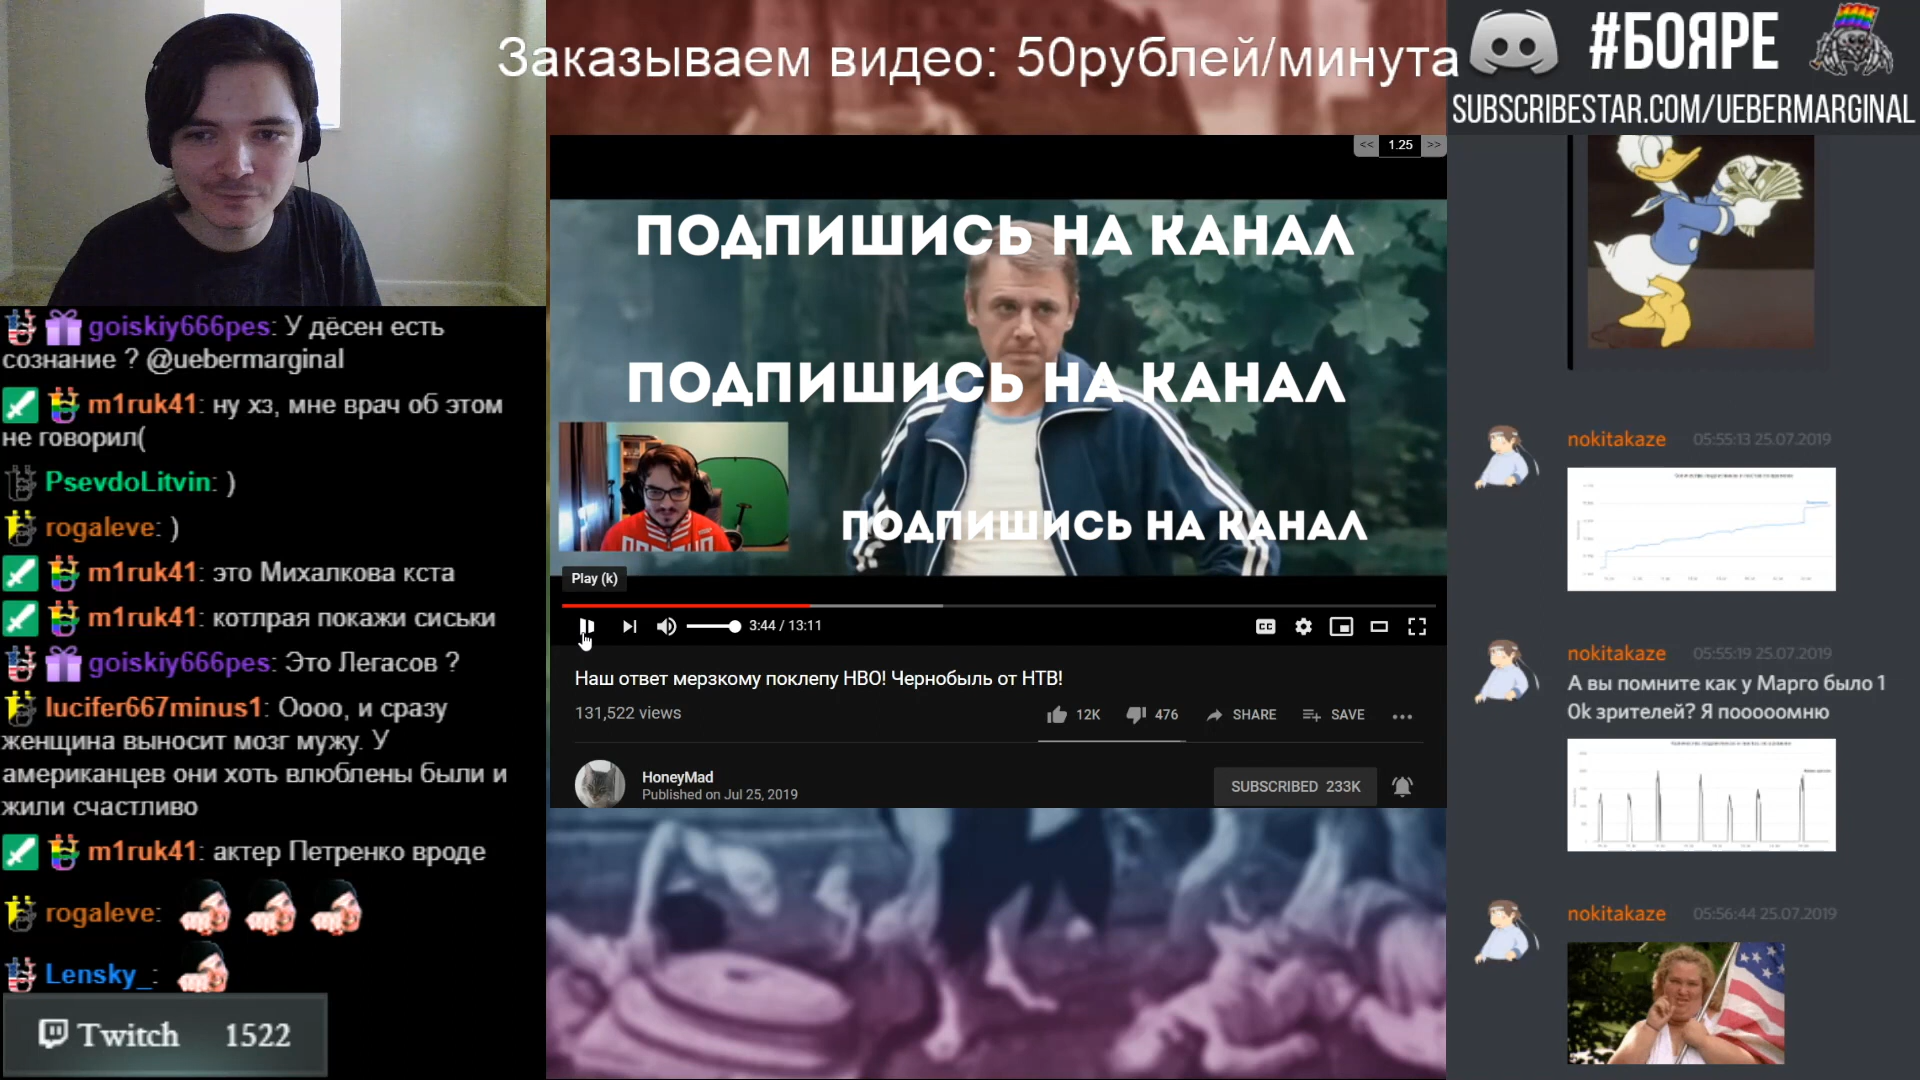 Заказываем видео: 50рублей/минута
#БОЯРЕ
SUBSCRIBESTAR.COM/UEBERMARGINAL
<< 1.25 >>
ПОДПИШИСЬ НА КАНАЛ
ПОДПИШИСЬ НА КАНАЛ
ПОДПИШИСЬ НА КАНАЛ
Play (k)
3:44 / 13:11
CC
Наш ответ мерзкому поклепу HBO! Чернобыль от НТВ!
131,522 views
12K
476
SHARE
SAVE
HoneyMad
Published on Jul 25, 2019
SUBSCRIBED 233K
goiskiy666pes: У дёсен есть
сознание ? @uebermarginal
m1ruk41: ну хз, мне врач об этом
не говорил(
PsevdoLitvin: )
rogaleve: )
m1ruk41: это Михалкова кста
m1ruk41: котлрая покажи сиськи
goiskiy666pes: Это Легасов ?
lucifer667minus1: Оооо, и сразу
женщина выносит мозг мужу. У
американцев они хоть влюблены были и
жили счастливо
m1ruk41: актер Петренко вроде
rogaleve:
Lensky_:
Twitch 1522
nokitakaze 05:55:13 25.07.2019
nokitakaze 05:55:19 25.07.2019
А вы помните как у Марго было 1
0k зрителей? Я пооооомню
nokitakaze 05:56:44 25.07.2019